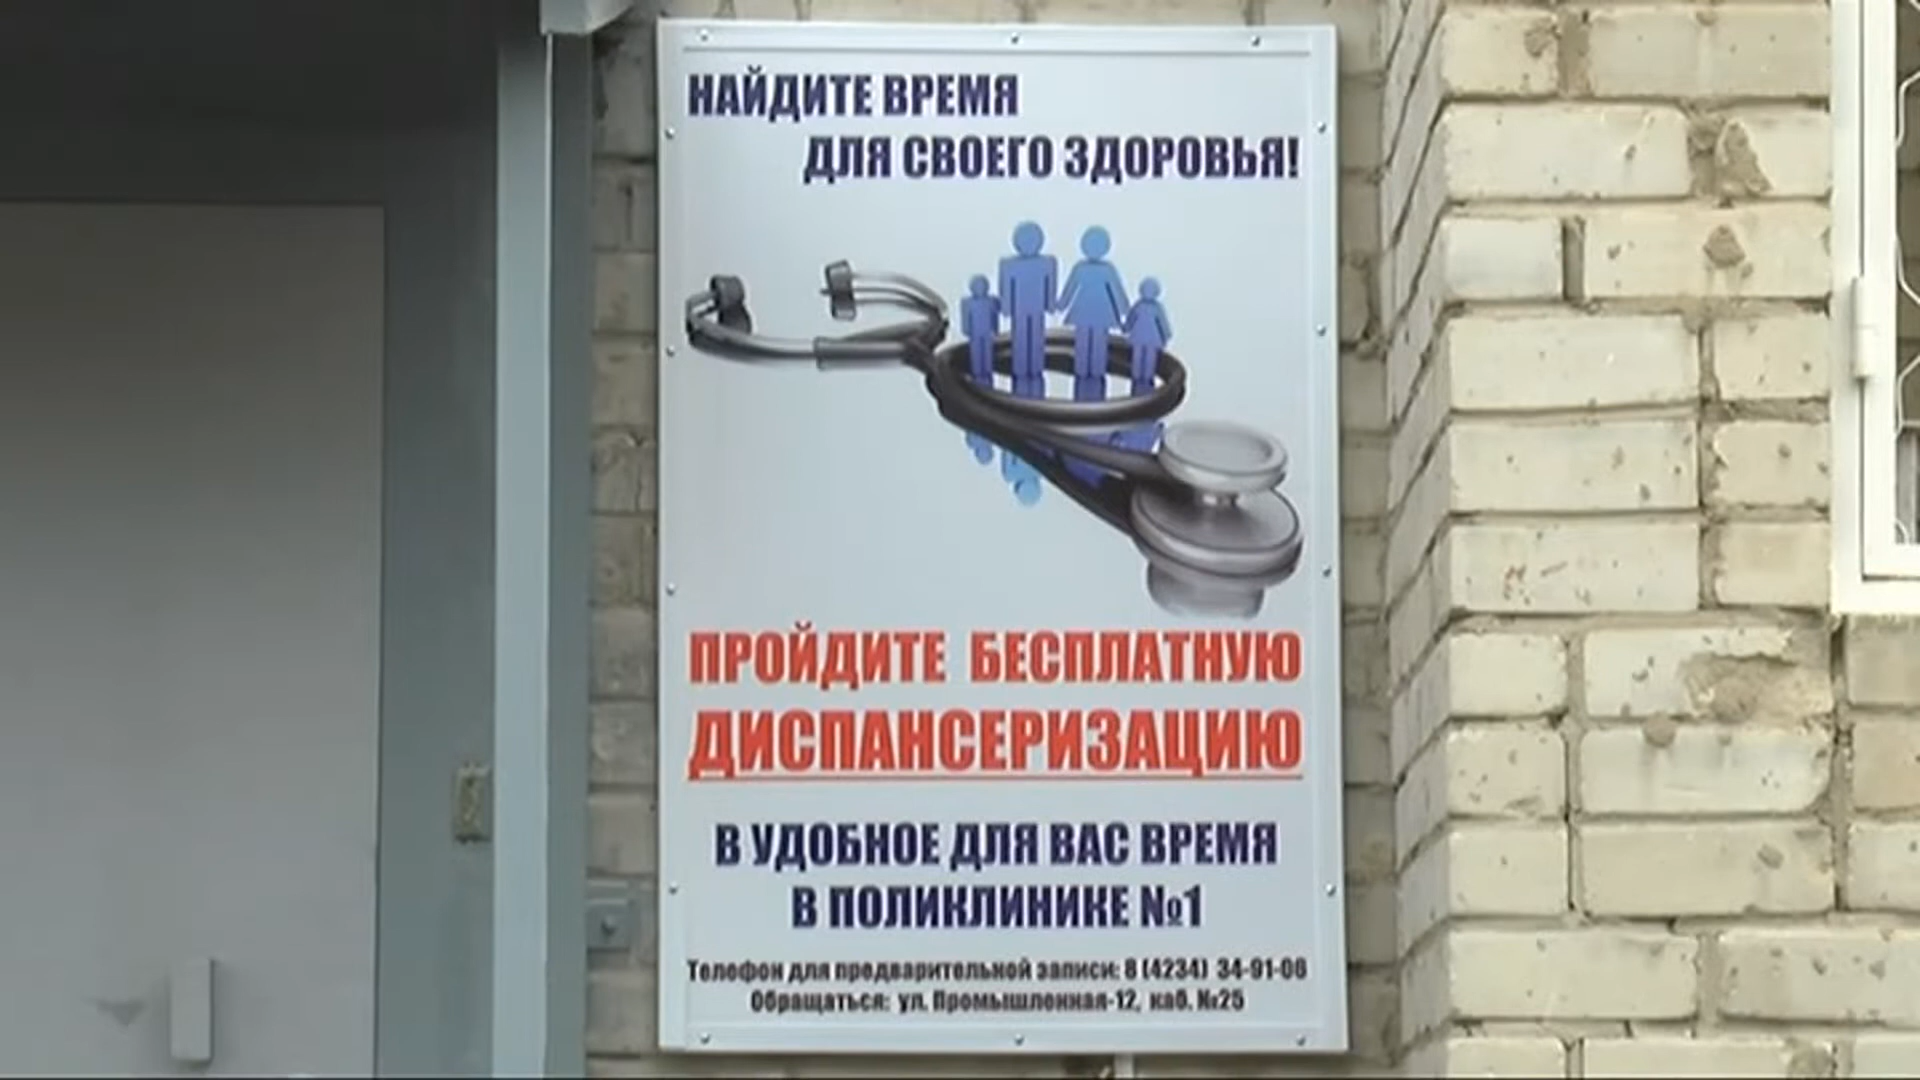 НАЙДИТЕ ВРЕМЯ
ДЛЯ СВОЕГО ЗДОРОВЬЯ!
ПРОЙДИТЕ БЕСПЛАТНУЮ
ДИСПАНСЕРИЗАЦИЮ
В УДОБНОЕ ДЛЯ ВАС ВРЕМЯ
В ПОЛИКЛИНИКЕ №1
Телефон для предварительной записи: 8 (4234) 34-91-08
Обращаться: ул. Промышленная-12, каб. №25